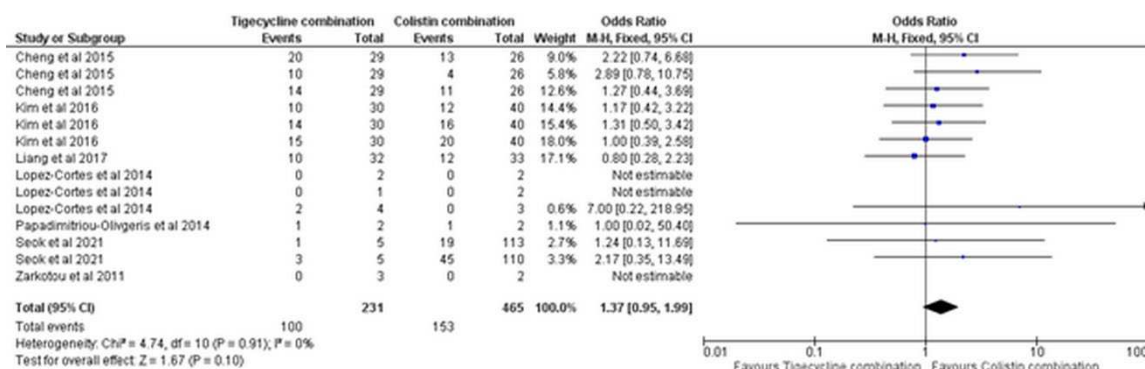 Tigecycline combination Colistin combination Odds Ratio Odds Ratio
Study or Subgroup Events Total Events Total Weight M-H, Fixed, 95% CI M-H, Fixed, 95% CI
Cheng et al 2015 20 29 13 26 9.0% 2.22 [0.74, 6.68]
Cheng et al 2015 10 29 4 26 5.8% 2.89 [0.78, 10.75]
Cheng et al 2015 14 29 11 26 12.6% 1.27 [0.44, 3.69]
Kim et al 2016 10 30 12 40 14.4% 1.17 [0.42, 3.22]
Kim et al 2016 14 30 16 40 15.4% 1.31 [0.50, 3.42]
Kim et al 2016 15 30 20 40 18.0% 1.00 [0.39, 2.58]
Liang et al 2017 10 32 12 33 17.1% 0.80 [0.28, 2.23]
Lopez-Cortes et al 2014 0 2 0 2 Not estimable
Lopez-Cortes et al 2014 0 1 0 2 Not estimable
Lopez-Cortes et al 2014 2 4 0 3 0.6% 7.00 [0.22, 218.95]
Papadimitriou-Olivgeris et al 2014 1 2 1 2 1.1% 1.00 [0.02, 50.40]
Seok et al 2021 1 5 19 113 2.7% 1.24 [0.13, 11.69]
Seok et al 2021 3 5 45 110 3.3% 2.17 [0.35, 13.49]
Zarkotou et al 2011 0 3 0 2 Not estimable
Total (95% CI) 231 465 100.0% 1.37 [0.95, 1.99]
Total events 100 153
Heterogeneity: Chi² = 4.74, df = 10 (P = 0.91); I² = 0%
Test for overall effect: Z = 1.67 (P = 0.10)
0.01 0.1 1 10 100
Favours Tigecycline combination Favours Colistin combination